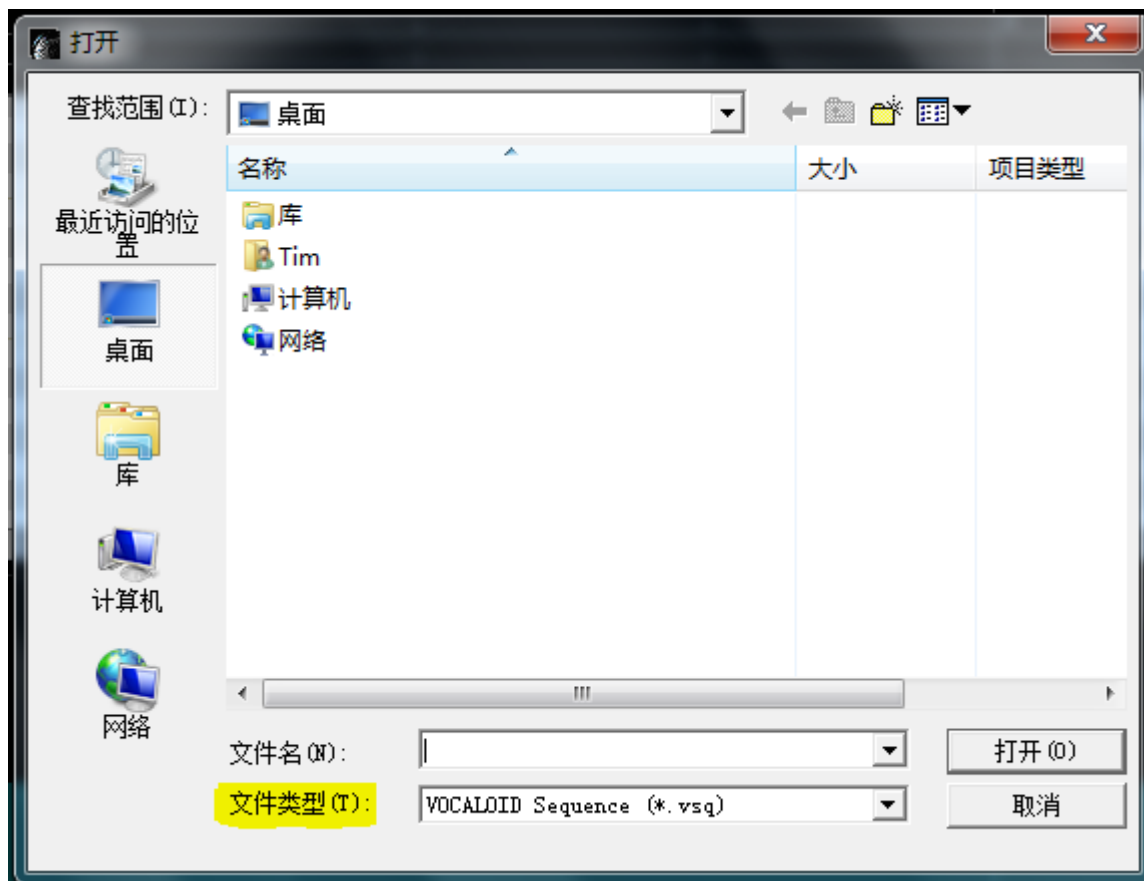 打开
查找范围(I):
桌面
名称
大小
项目类型
库
Tim
计算机
网络
最近访问的位
置
桌面
库
计算机
网络
文件名(N):
打开(O)
文件类型(T):
VOCALOID Sequence (*.vsq)
取消